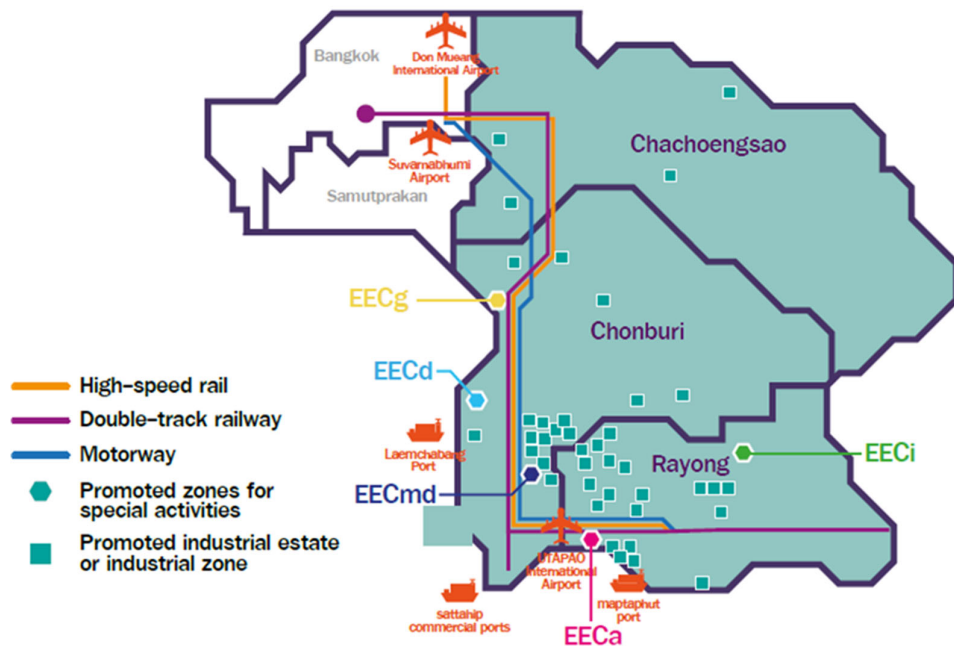 Bangkok
Don Mueang
International Airport
Suvarnabhumi
Airport
Samutprakan
Chachoengsao
EECg
Chonburi
High-speed rail
Double-track railway
Motorway
Promoted zones for
special activities
Promoted industrial estate
or industrial zone
EECd
Laemchabang
Port
EECmd
Rayong
EECi
UTAPAO
International
Airport
sattahip
commercial ports
maptaphut
port
EECa